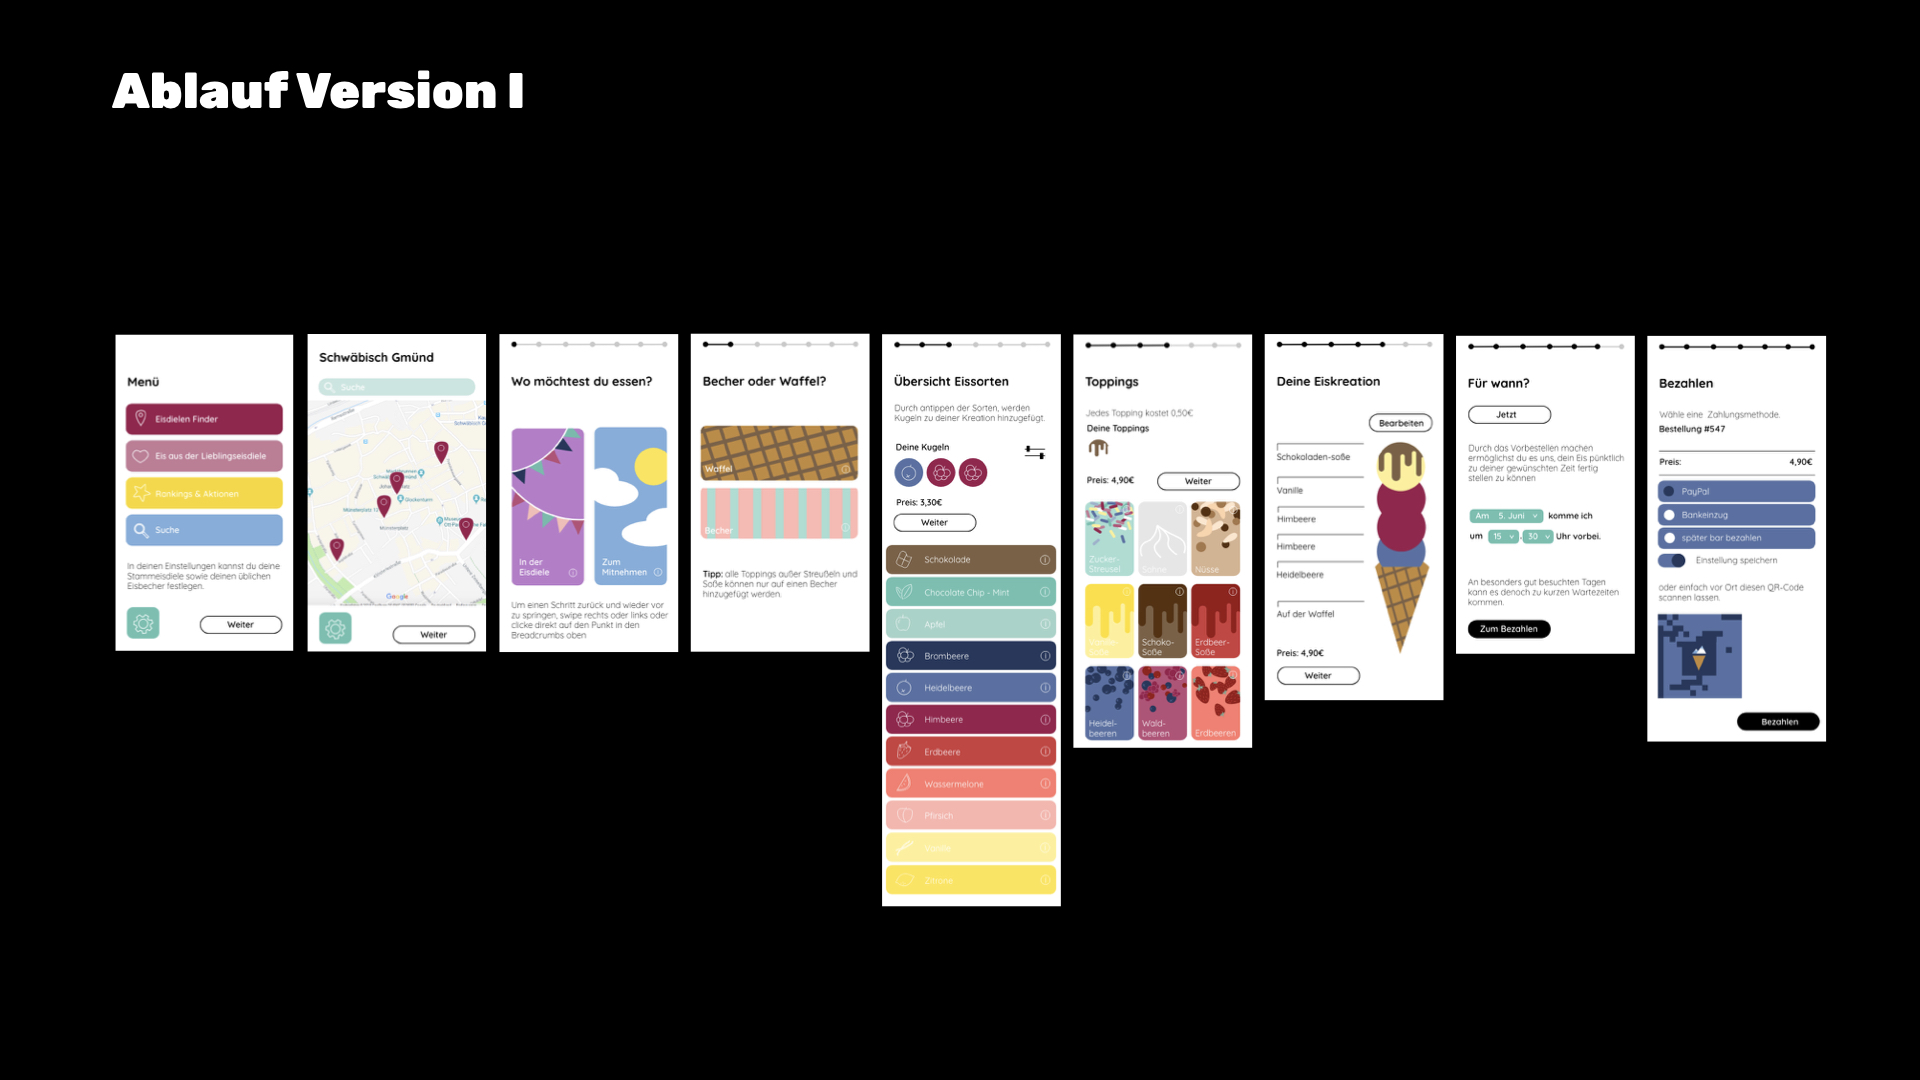 Ablauf Version I
Menü
Eisdielen Finder
Eis aus der Lieblingseisdiele
Rankings & Aktionen
Suche
In deinen Einstellungen kannst du deine
Stammeisdiele sowie deinen üblichen
Eisbecher festlegen.
Weiter
Schwäbisch Gmünd
Suche
Google
Weiter
Wo möchtest du essen?
In der
Eisdiele
Zum
Mitnehmen
Um einen Schritt zurück und wieder vor
zu springen, swipe rechts oder links oder
clicke direkt auf den Punkt in den
Breadcrumbs oben
Becher oder Waffel?
Waffel
Becher
Tipp: alle Toppings außer Streußeln und
Soße können nur auf einen Becher
hinzugefügt werden.
Übersicht Eissorten
Durch antippen der Sorten, werden
Kugeln zu deiner Kreation hinzugefügt.
Deine Kugeln
Preis: 3,30€
Weiter
Schokolade
Chocolate Chip - Mint
Apfel
Brombeere
Heidelbeere
Himbeere
Erdbeere
Wassermelone
Pfirsich
Vanille
Zitrone
Toppings
Jedes Topping kostet 0,50€
Deine Toppings
Preis: 4,90€
Weiter
Zucker-
Streusel
Sahne
Nüsse
Vanille-
Soße
Schoko-
Soße
Erdbeer-
Soße
Heidel-
beeren
Wald-
beeren
Erdbeeren
Deine Eiskreation
Bearbeiten
Schokoladen-soße
Vanille
Himbeere
Himbeere
Heidelbeere
Auf der Waffel
Preis: 4,90€
Weiter
Für wann?
Jetzt
Durch das Vorbestellen machen
ermöglichst du es uns, dein Eis pünktlich
zu deiner gewünschten Zeit fertig
stellen zu können
Am 5. Juni komme ich
um 15 : 30 Uhr vorbei.
An besonders gut besuchten Tagen
kann es denoch zu kurzen Wartezeiten
kommen.
Zum Bezahlen
Bezahlen
Wähle eine Zahlungsmethode.
Bestellung #547
Preis: 4,90€
PayPal
Bankeinzug
später bar bezahlen
Einstellung speichern
oder einfach vor Ort diesen QR-Code
scannen lassen.
Bezahlen